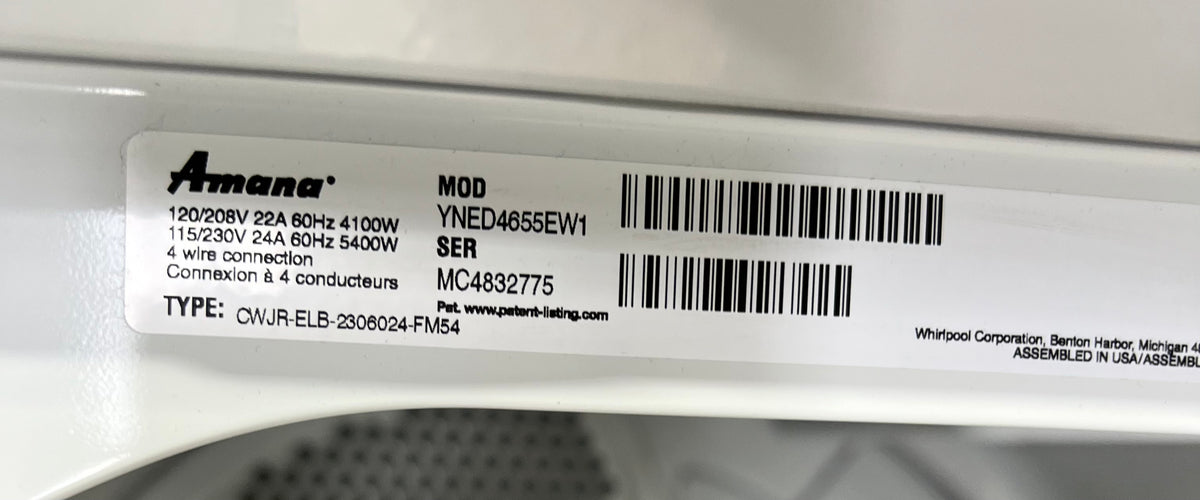 Amana
120/208V 22A 60Hz 4100W
115/230V 24A 60Hz 5400W
4 wire connection
Connexion à 4 conducteurs
TYPE: CWJR-ELB-2306024-FM54
MOD
YNED4655EW1
SER
MC4832775
Pat. www.patent-listing.com
Whirlpool Corporation, Benton Harbor, Michigan
ASSEMBLED IN USA/